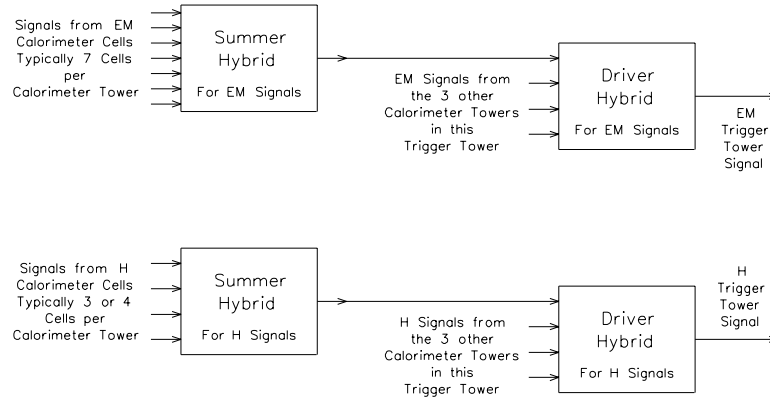 Signals from EM
Calorimeter Cells
Typically 7 Cells
per
Calorimeter Tower
Summer
Hybrid
For EM Signals
EM Signals from
the 3 other
Calorimeter Towers
in this
Trigger Tower
Driver
Hybrid
For EM Signals
EM
Trigger
Tower
Signal
Signals from H
Calorimeter Cells
Typically 3 or 4
Cells per
Calorimeter Tower
Summer
Hybrid
For H Signals
H Signals from
the 3 other
Calorimeter Towers
in this
Trigger Tower
Driver
Hybrid
For H Signals
H
Trigger
Tower
Signal